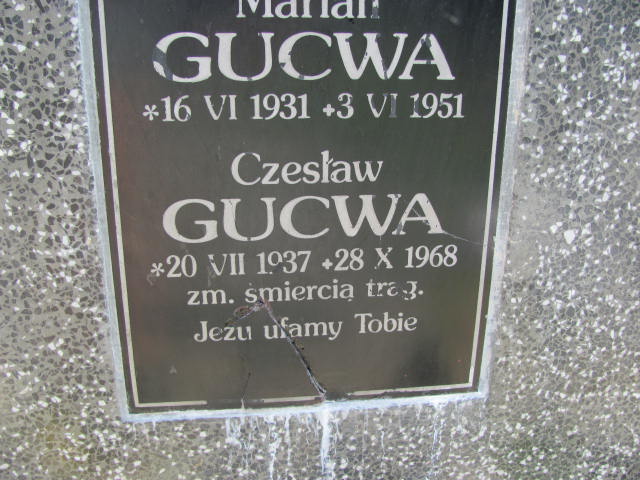 Marian
GUCWA
*16 VI 1931 +3 VI 1951
Czesław
GUCWA
*20 VII 1937 +28 X 1968
zm. śmiercią trag.
Jezu ufamy Tobie